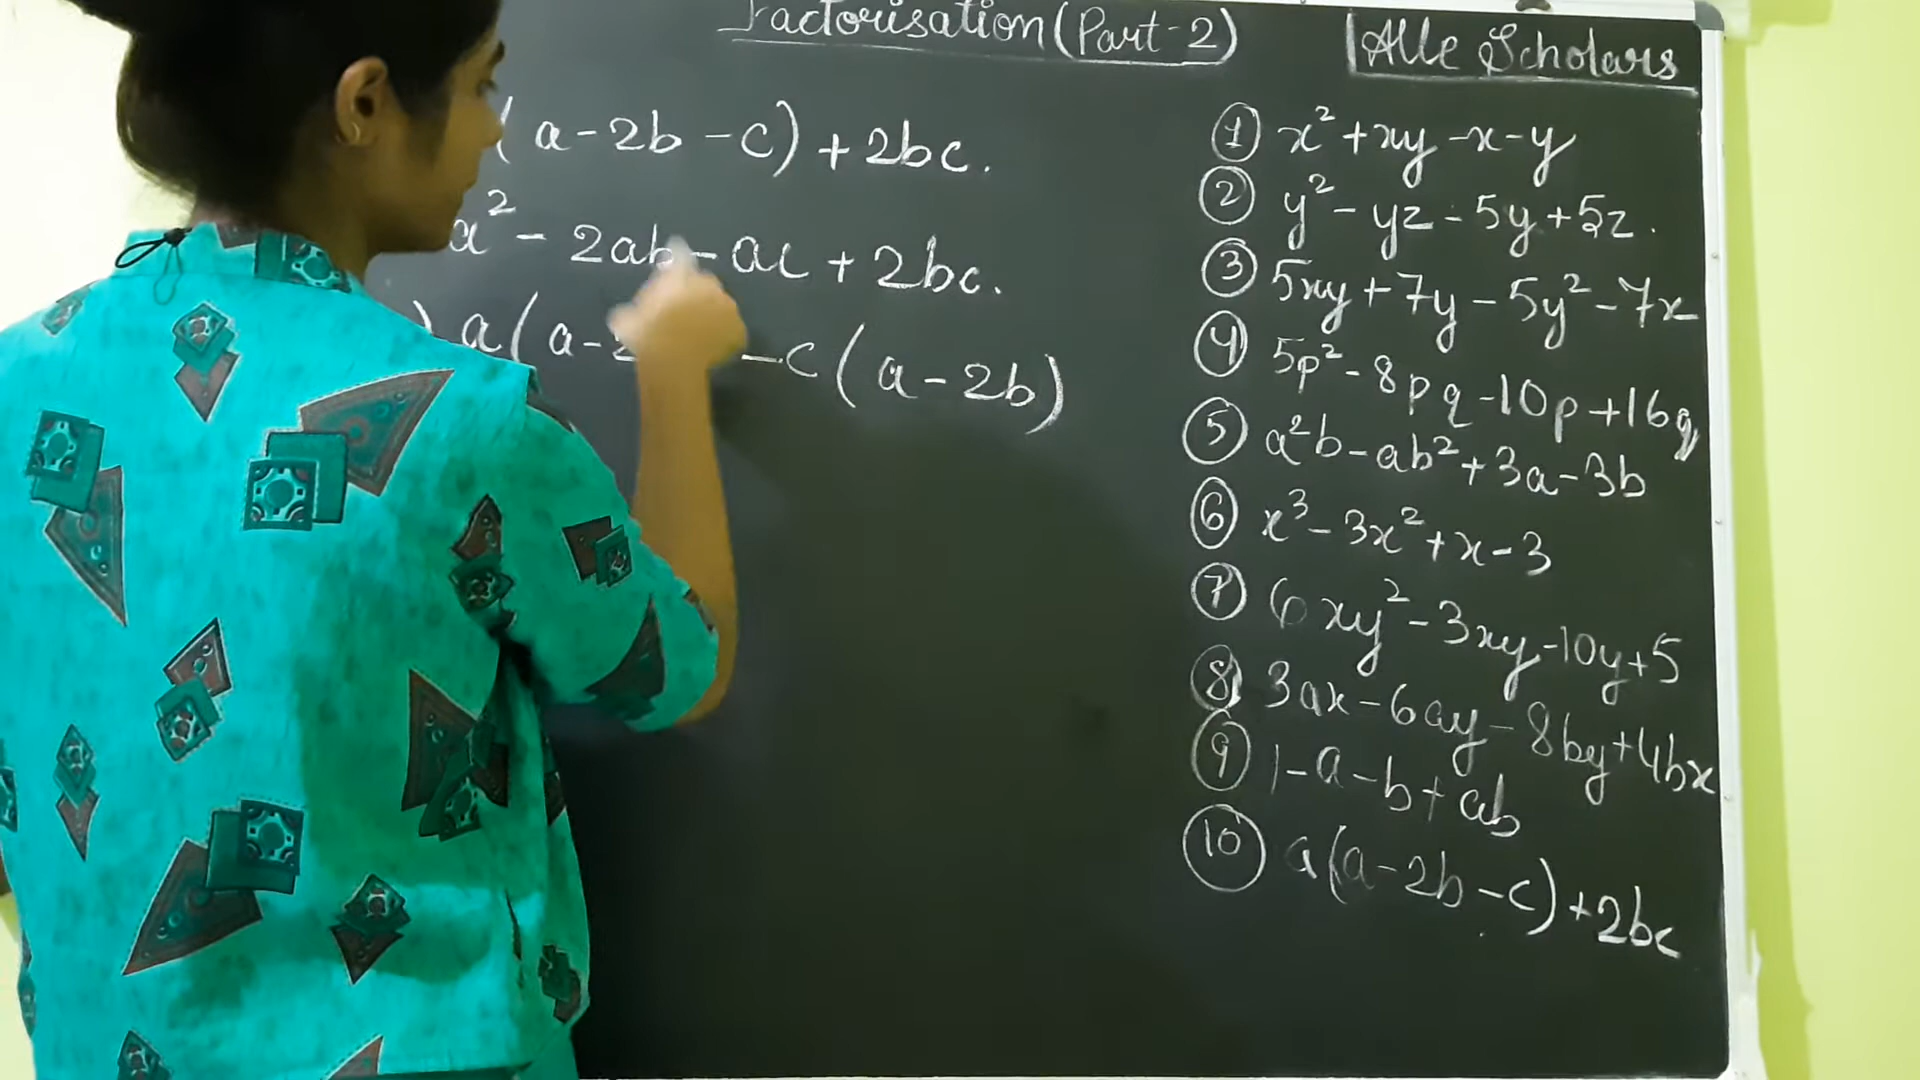 Factorisation (Part-2)
Alle Scholars
(a-2b-c)+2bc.
a²-2ab-ac+2bc.
a(a-2 -c(a-2b)
① x²+xy-x-y
② y²-yz-5y+5z.
③ 5xy+7y-5y²-7x
④ 5p²-8pq-10p+16q
⑤ a²b-ab²+3a-3b
⑥ x³-3x²+x-3
⑦ 6xy²-3xy-10y+5
⑧ 3ax-6ay-8by+4bx
⑨ 1-a-b+ab
⑩ a(a-2b-c)+2bc